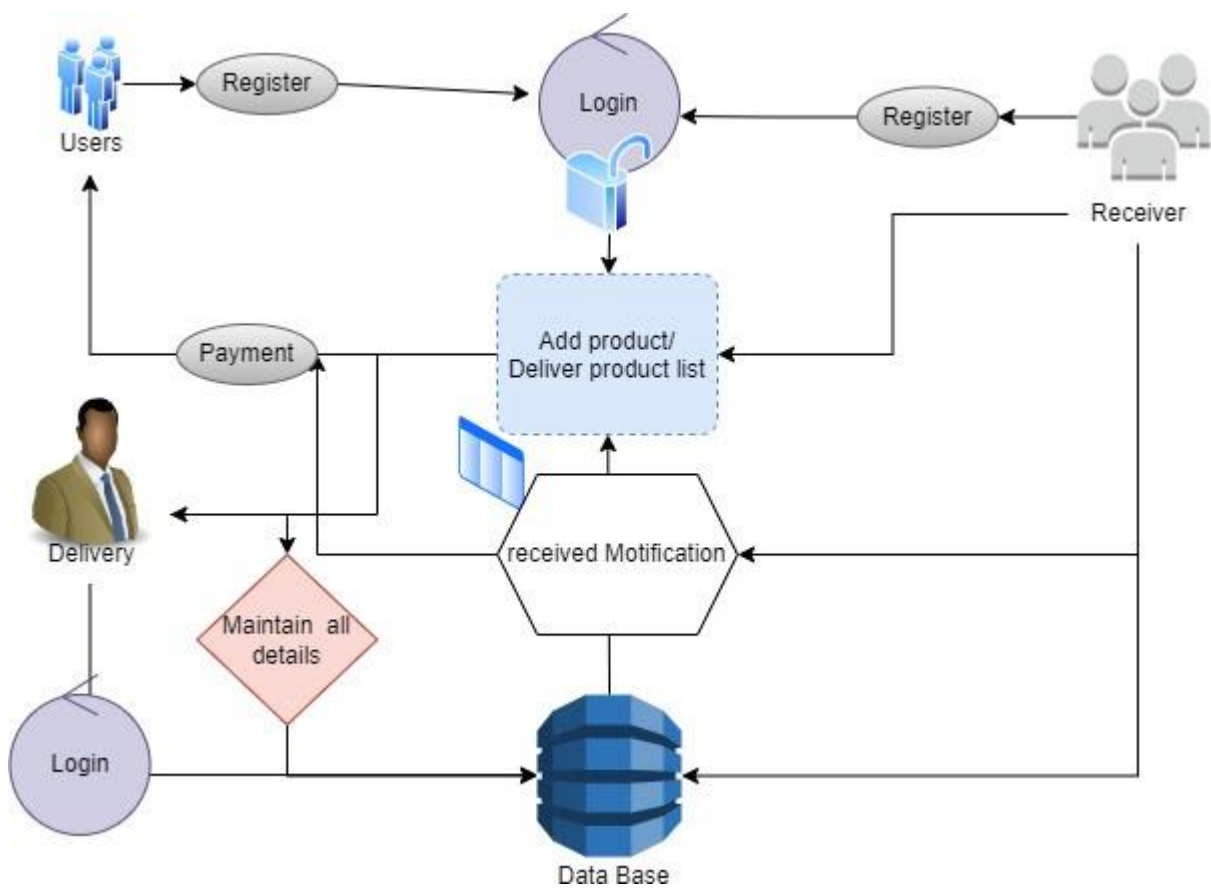 Register
Login
Register
Users
Receiver
Add product/
Deliver product list
Payment
Delivery
received Motification
Maintain all
details
Login
Data Base